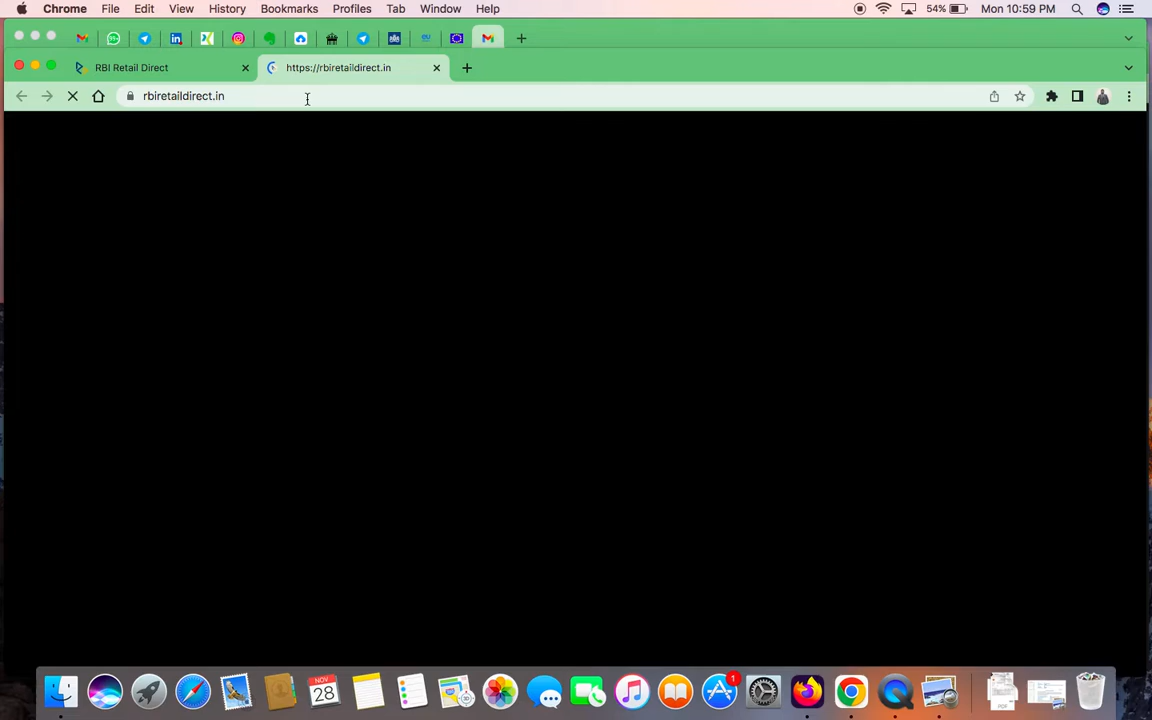 Chrome File Edit View History Bookmarks Profiles Tab Window Help 54% Mon 10:59 PM
RBI Retail Direct https://rbiretaildirect.in
rbiretaildirect.in
NOV
28
1